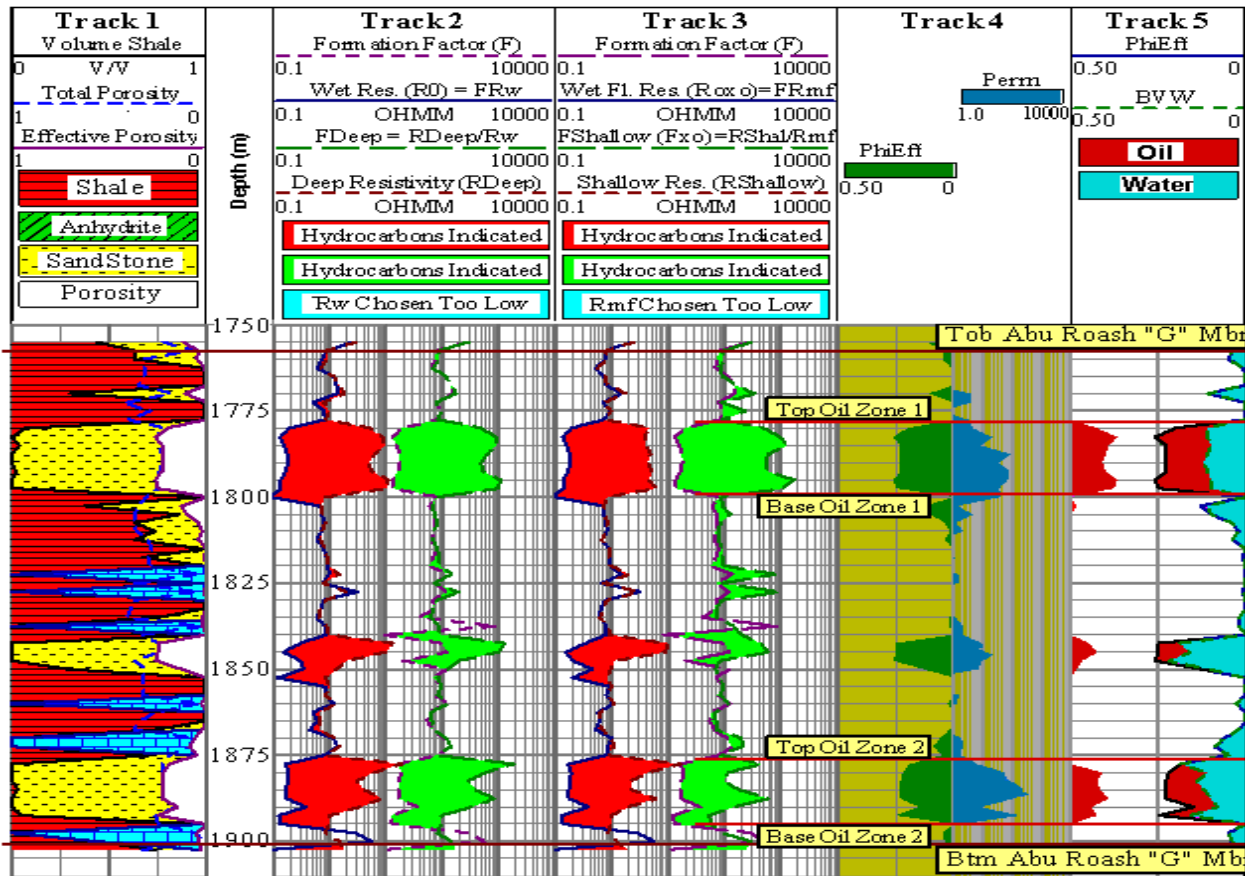 Track 1
Volume Shale
0 V/V 1
Total Porosity
1 0
Effective Porosity
1 0
Shale
Anhydrite
SandStone
Porosity
Depth (m)
Track 2
Formation Factor (F)
0.1 10000
Wet Res. (R0) = FRw
0.1 OHMM 10000
FDeep = RDeep/Rw
0.1 10000
Deep Resistivity (RDeep)
0.1 OHMM 10000
Hydrocarbons Indicated
Hydrocarbons Indicated
Rw Chosen Too Low
Track 3
Formation Factor (F)
0.1 10000
Wet Fl. Res. (Roxo)=FRmf
0.1 OHMM 10000
FShallow (Fxo)=RShal/Rmf
0.1 10000
Shallow Res. (RShallow)
0.1 OHMM 10000
Hydrocarbons Indicated
Hydrocarbons Indicated
Rmf Chosen Too Low
Track 4
Perm
1.0 10000
PhiEff
0.50 0
Track 5
PhiEff
0.50 0
BVW
0.50 0
Oil
Water
1750
Tob Abu Roash "G" Mbr
1775
Top Oil Zone 1
1800
Base Oil Zone 1
1825
1850
1875
Top Oil Zone 2
1900
Base Oil Zone 2
Btm Abu Roash "G" Mbr